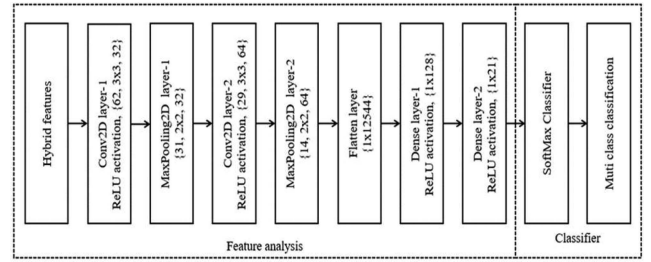 Hybrid features
Conv2D layer-1
ReLU activation, {62, 3x3, 32}
MaxPooling2D layer-1
{31, 2x2, 32}
Conv2D layer-2
ReLU activation, {29, 3x3, 64}
MaxPooling2D layer-2
{14, 2x2, 64}
Flatten layer
{1x12544}
Dense layer-1
ReLU activation, {1x128}
Dense layer-2
ReLU activation, {1x21}
SoftMax Classifier
Muti class classification
Feature analysis
Classifier